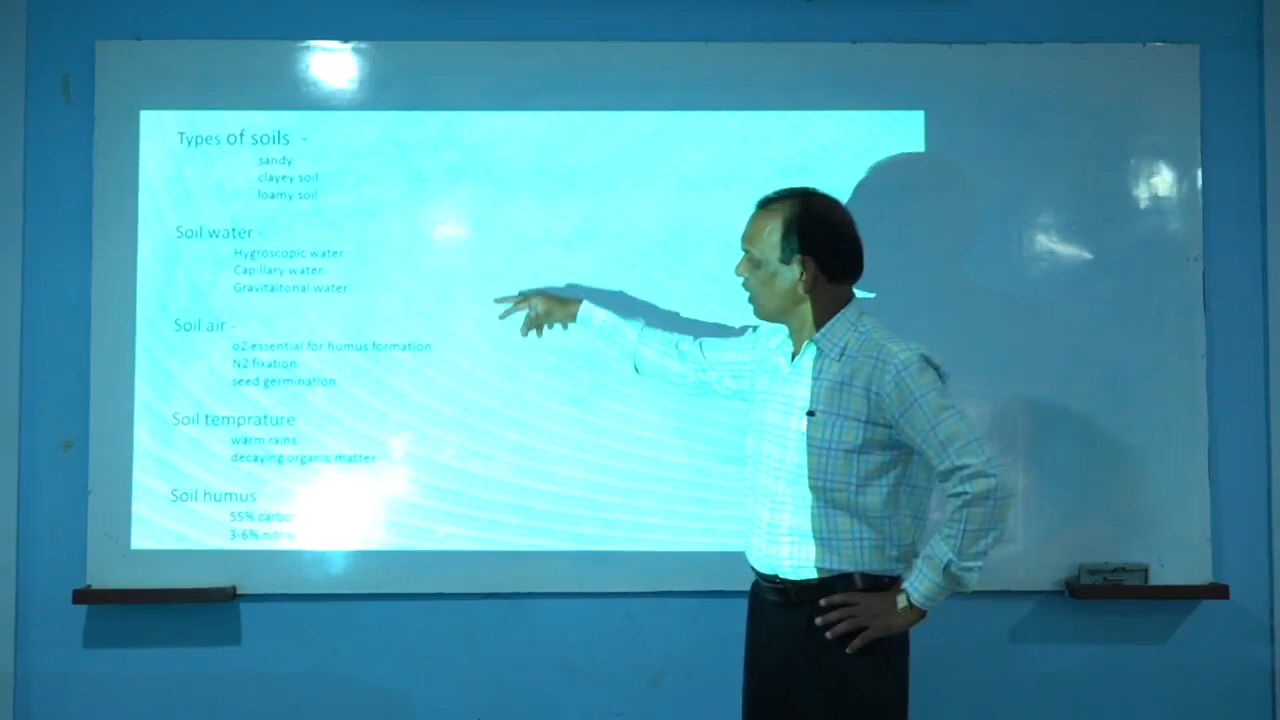 Types of soils -
sandy
clayey soil
loamy soil
Soil water -
Hygroscopic water
Capillary water
Gravitaitonal water
Soil air -
o2 essential for humus formation
N2 fixation
seed germination
Soil temprature
warm rains
decaying organic matter
Soil humus
55%
3-6%